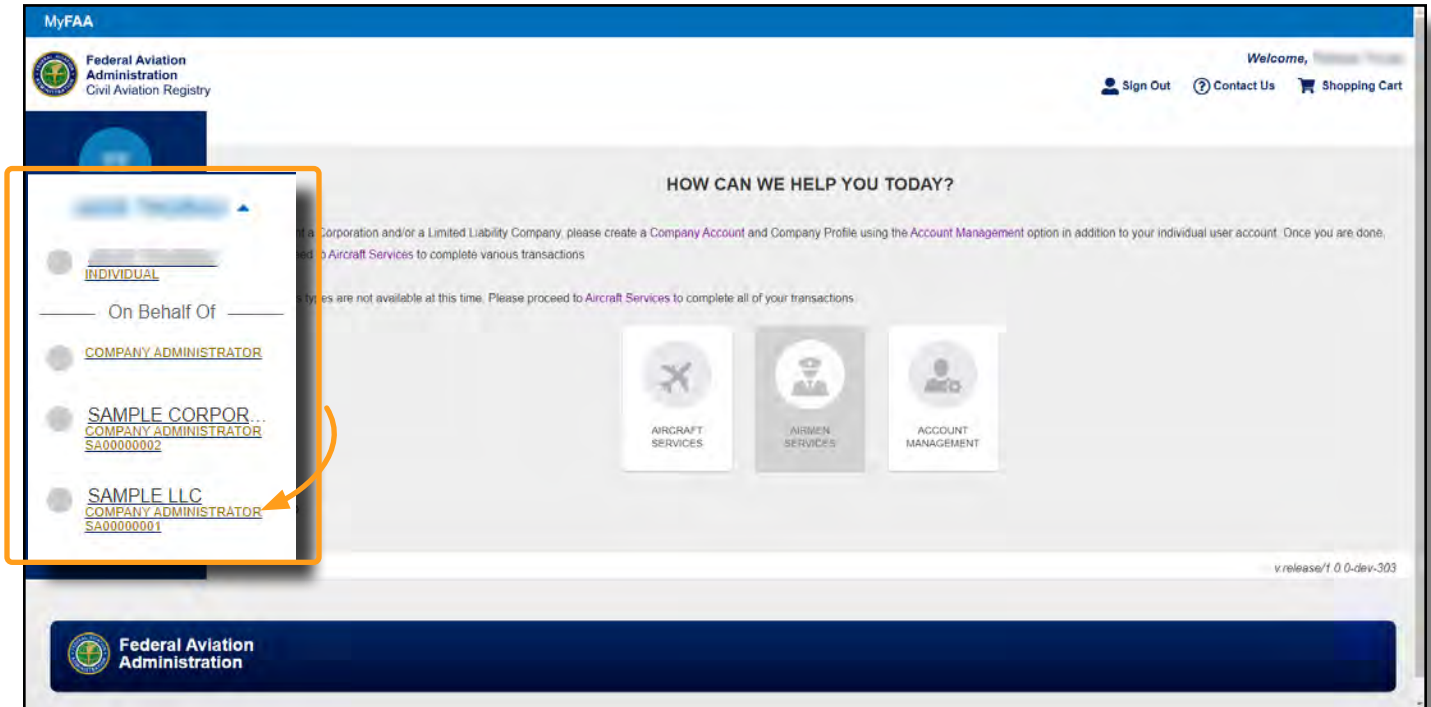 MyFAA
Federal Aviation
Administration
Civil Aviation Registry
Welcome,
Sign Out Contact Us Shopping Cart
INDIVIDUAL
On Behalf Of
COMPANY ADMINISTRATOR
SAMPLE CORPOR...
COMPANY ADMINISTRATOR
SA00000002
SAMPLE LLC
COMPANY ADMINISTRATOR
SA00000001
HOW CAN WE HELP YOU TODAY?
a Corporation and/or a Limited Liability Company, please create a Company Account and Company Profile using the Account Management option in addition to your individual user account. Once you are done,
Aircraft Services to complete various transactions
types are not available at this time. Please proceed to Aircraft Services to complete all of your transactions
AIRCRAFT
SERVICES
AIRMEN
SERVICES
ACCOUNT
MANAGEMENT
v.release/1.0.0-dev-303
Federal Aviation
Administration